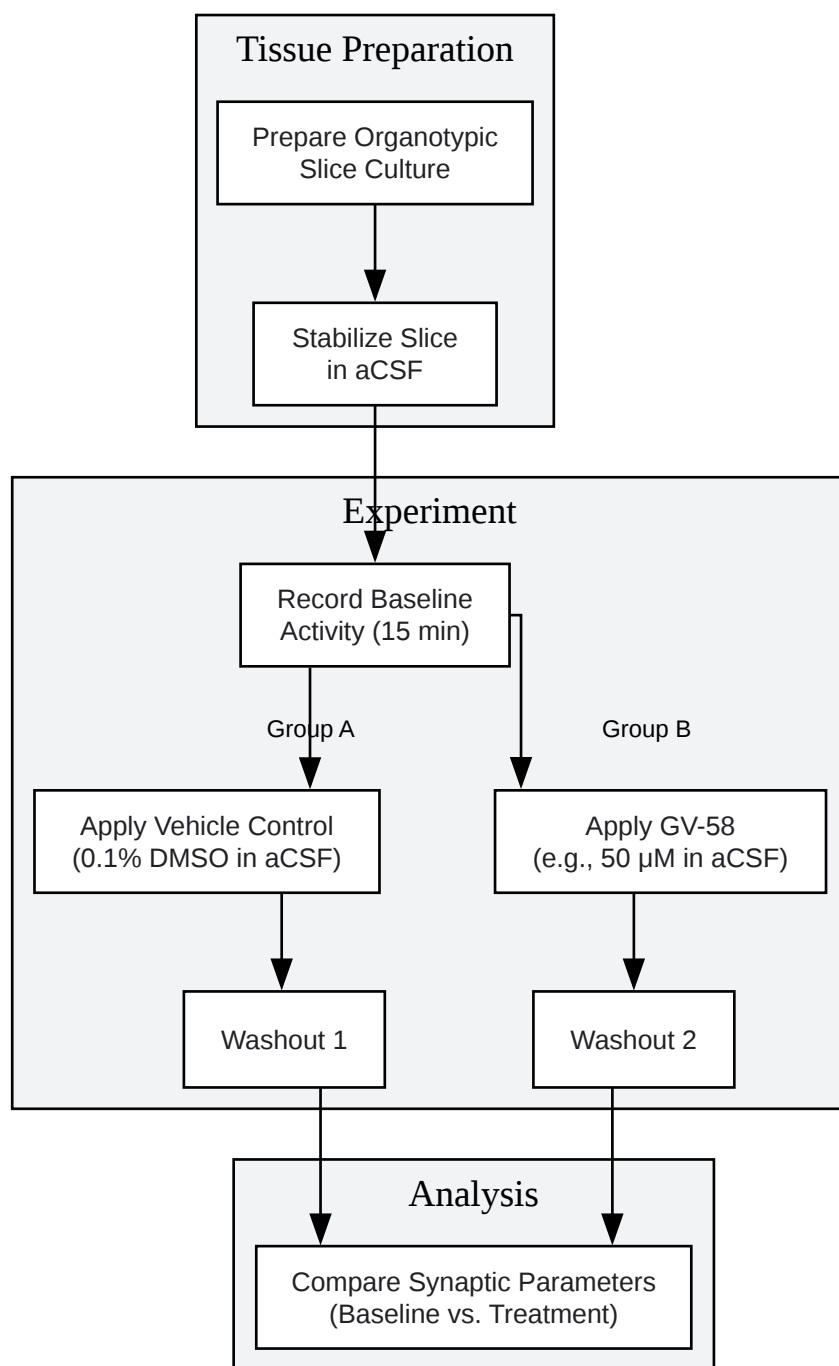 Tissue Preparation
Prepare Organotypic
Slice Culture
Stabilize Slice
in aCSF
Experiment
Record Baseline
Activity (15 min)
Group A
Group B
Apply Vehicle Control
(0.1% DMSO in aCSF)
Apply GV-58
(e.g., 50 μM in aCSF)
Washout 1
Washout 2
Analysis
Compare Synaptic Parameters
(Baseline vs. Treatment)